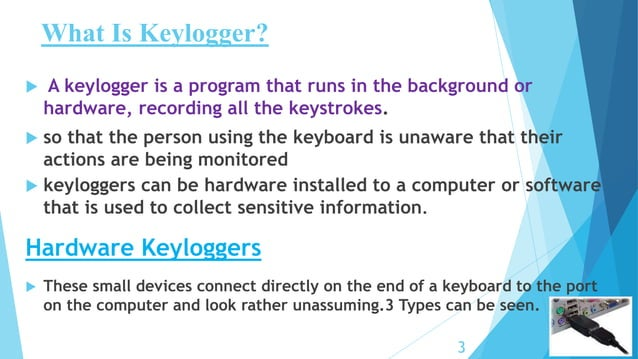 What Is Keylogger?
A keylogger is a program that runs in the background or
hardware, recording all the keystrokes.
so that the person using the keyboard is unaware that their
actions are being monitored
keyloggers can be hardware installed to a computer or software
that is used to collect sensitive information.
Hardware Keyloggers
These small devices connect directly on the end of a keyboard to the port
on the computer and look rather unassuming.3 Types can be seen.
3